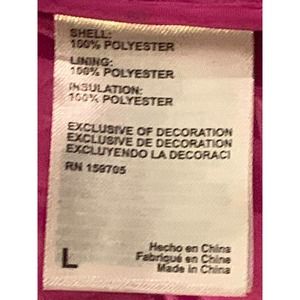 SHELL:
100% POLYESTER
LINING:
100% POLYESTER
INSULATION:
100% POLYESTER
EXCLUSIVE OF DECORATION
EXCLUSIVE DE DECORATION
EXCLUYENDO LA DECORACI
RN 159705
Hecho en China
L Fabriqué en Chine
Made in China